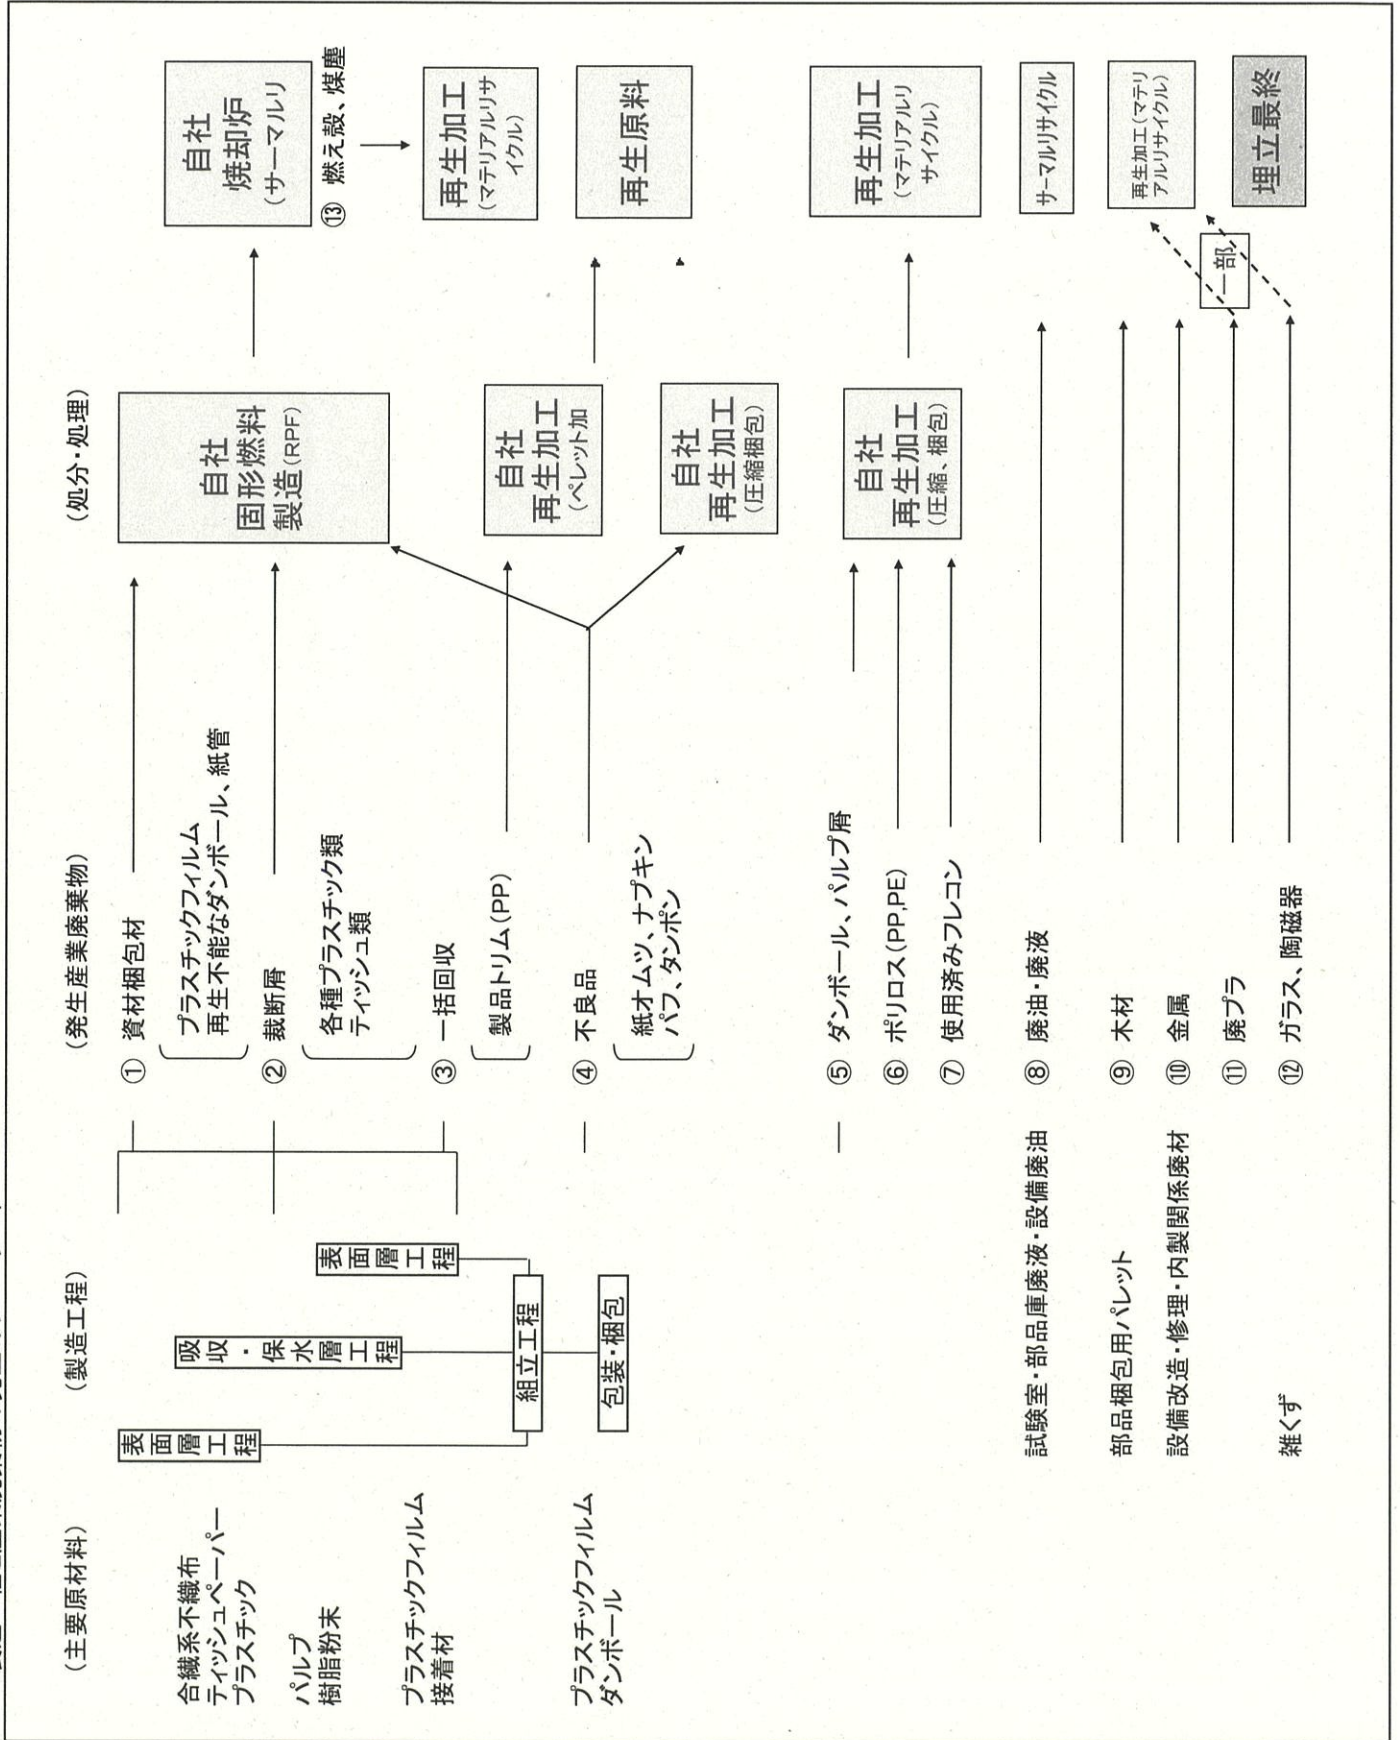 (主要原材料)
合繊系不織布
ティッシュペーパー
プラスチック
パルプ
樹脂粉末
プラスチックフィルム
接着材
プラスチックフィルム
ダンボール
(製造工程)
表面層工程
吸収・保水層工程
表面層工程
組立工程
包装・梱包
試験室・部品庫廃液・設備廃油
部品梱包用パレット
設備改造・修理・内製関係廃材
雑くず
(発生産業廃棄物)
① 資材梱包材
プラスチックフィルム
再生不能なダンボール、紙管
② 裁断屑
各種プラスチック類
ティッシュ類
③ 一括回収
製品トリム(PP)
④ 不良品
紙オムツ、ナプキン
パフ、タンポン
⑤ ダンボール、パルプ屑
⑥ ポリロス(PP,PE)
⑦ 使用済みフレコン
⑧ 廃油・廃液
⑨ 木材
⑩ 金属
⑪ 廃プラ
⑫ ガラス、陶磁器
(処分・処理)
自社
固形燃料
製造(RPF)
自社
再生加工
(ペレット加
自社
再生加工
(圧縮梱包)
自社
再生加工
(圧縮、梱包)
一部
自社
焼却炉
(サーマルリ
⑬ 燃え殻、煤塵
再生加工
(マテリアルリサ
イクル)
再生原料
再生加工
(マテリアルリ
サイクル)
サーマルリサイクル
再生加工(マテリ
アルリサイクル)
埋立最終